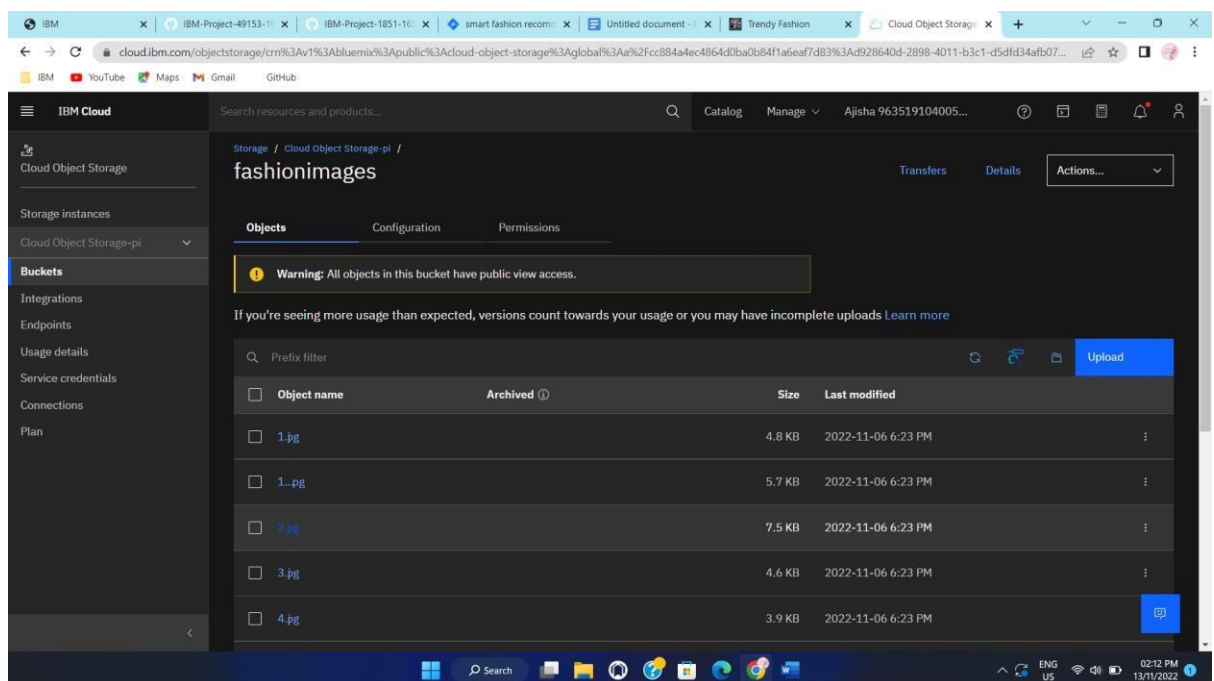 IBM
IBM-Project-49153-1
IBM-Project-1851-16
smart fashion recom
Untitled document -
Trendy Fashion
Cloud Object Storage
cloud.ibm.com/objectstorage/crn%3Av1%3Abluemix%3Apublic%3Acloud-object-storage%3Aglobal%3Aa%2Fcc884a4ec4864d0ba0b84f1a6eaf7d83%3Ad928640d-2898-4011-b3c1-d5dfd34afb07...
IBM YouTube Maps Gmail GitHub
IBM Cloud
Search resources and products...
Catalog Manage Ajisha 963519104005...
Cloud Object Storage
Storage instances
Cloud Object Storage-pi
Buckets
Integrations
Endpoints
Usage details
Service credentials
Connections
Plan
Storage / Cloud Object Storage-pi /
fashionimages
Transfers Details Actions...
Objects Configuration Permissions
Warning: All objects in this bucket have public view access.
If you're seeing more usage than expected, versions count towards your usage or you may have incomplete uploads Learn more
Prefix filter
Upload
Object name Archived Size Last modified
1.jpg 4.8 KB 2022-11-06 6:23 PM
1...pg 5.7 KB 2022-11-06 6:23 PM
2.jpg 7.5 KB 2022-11-06 6:23 PM
3.jpg 4.6 KB 2022-11-06 6:23 PM
4.jpg 3.9 KB 2022-11-06 6:23 PM
Search
ENG
US
02:12 PM
13/11/2022
1